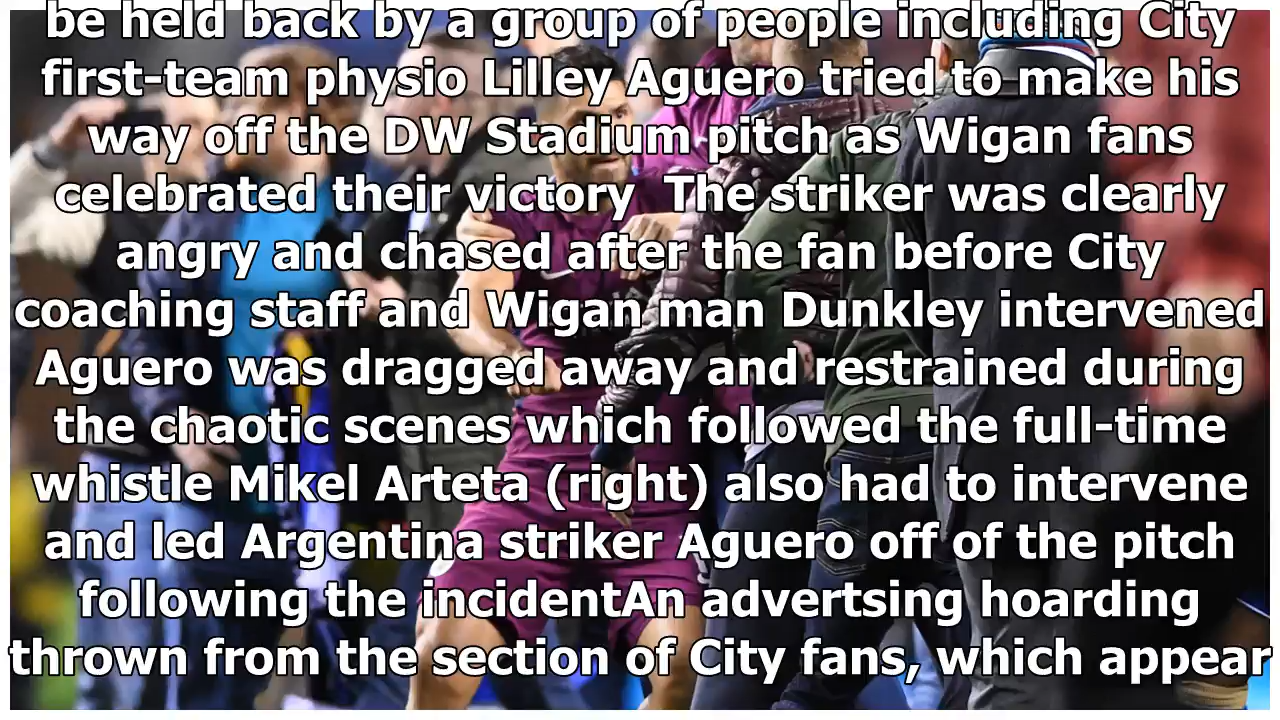 be held back by a group of people including City
first-team physio Lilley Aguero tried to make his
way off the DW Stadium pitch as Wigan fans
celebrated their victory  The striker was clearly
angry and chased after the fan before City
coaching staff and Wigan man Dunkley intervened
Aguero was dragged away and restrained during
the chaotic scenes which followed the full-time
whistle Mikel Arteta (right) also had to intervene
and led Argentina striker Aguero off of the pitch
following the incidentAn advertsing hoarding
thrown from the section of City fans, which appear